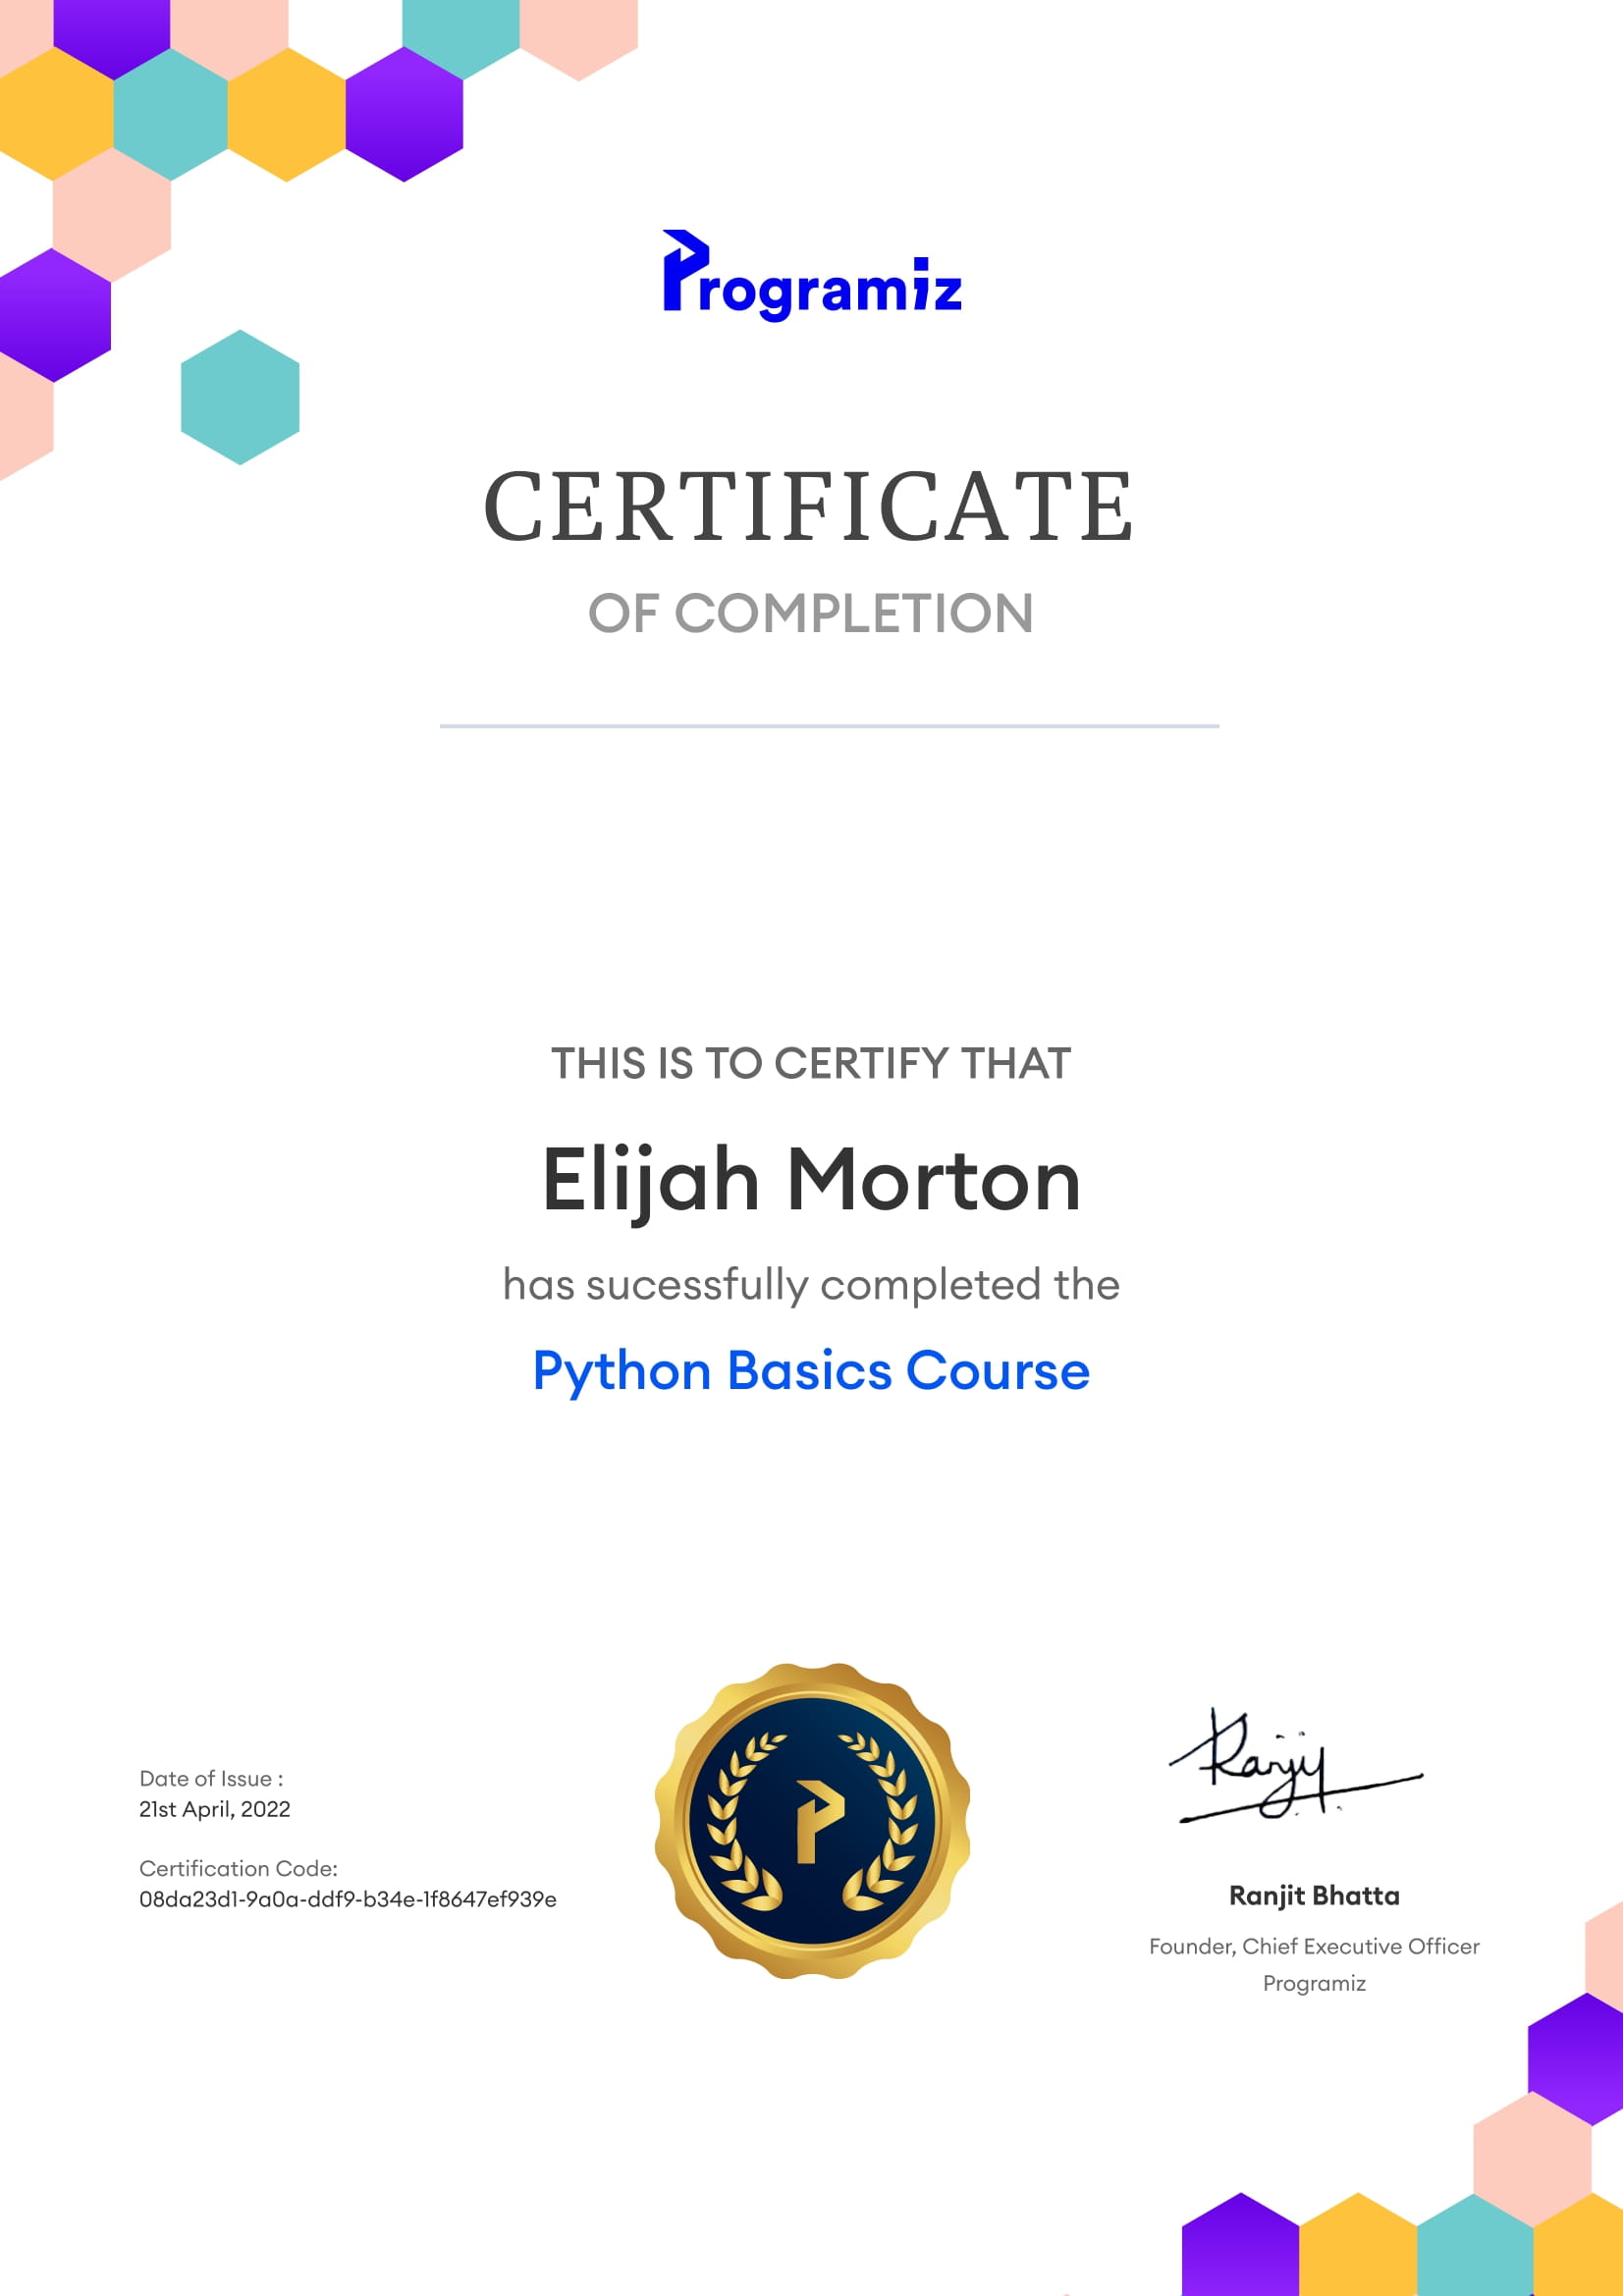 Programiz
CERTIFICATE
OF COMPLETION
THIS IS TO CERTIFY THAT
Elijah Morton
has sucessfully completed the
Python Basics Course
Date of Issue :
21st April, 2022
Certification Code:
08da23d1-9a0a-ddf9-b34e-1f8647ef939e
P
Ranjit
Ranjit Bhatta
Founder, Chief Executive Officer
Programiz